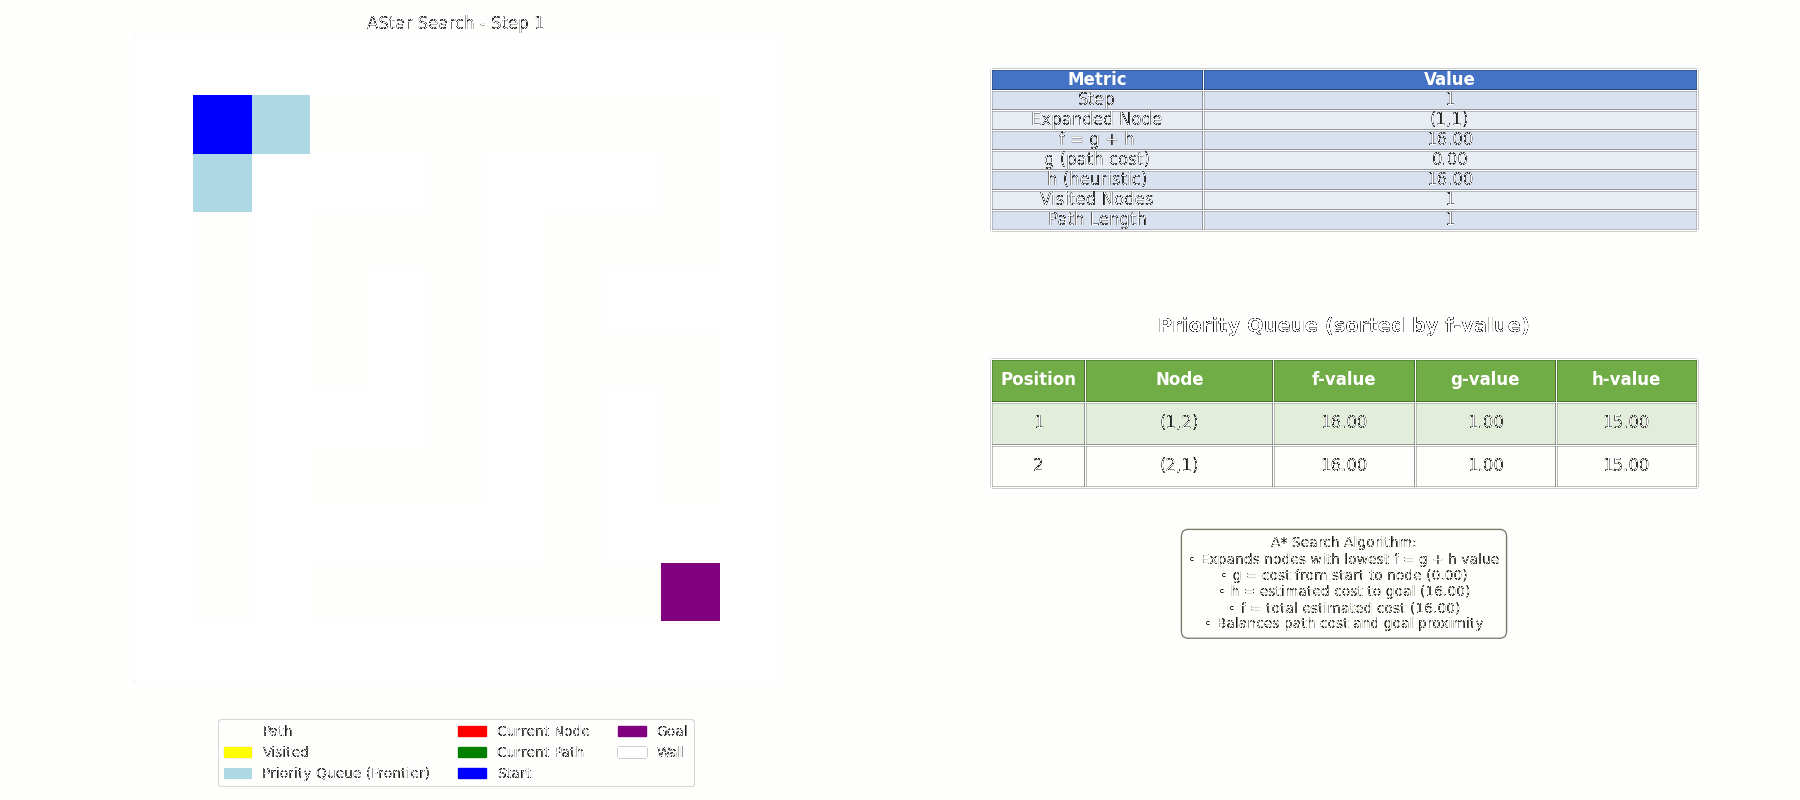 AStar Search - Step 1
Metric Value
Step 1
Expanded Node (1,1)
f = g + h 16.00
g (path cost) 0.00
h (heuristic) 16.00
Visited Nodes 1
Path Length 1
Priority Queue (sorted by f-value)
Position Node f-value g-value h-value
1 (1,2) 16.00 1.00 15.00
2 (2,1) 16.00 1.00 15.00
A* Search Algorithm:
◦ Expands nodes with lowest f = g + h value
◦ g = cost from start to node (0.00)
◦ h = estimated cost to goal (16.00)
◦ f = total estimated cost (16.00)
◦ Balances path cost and goal proximity
Path Current Node Goal
Visited Current Path Wall
Priority Queue (Frontier) Start